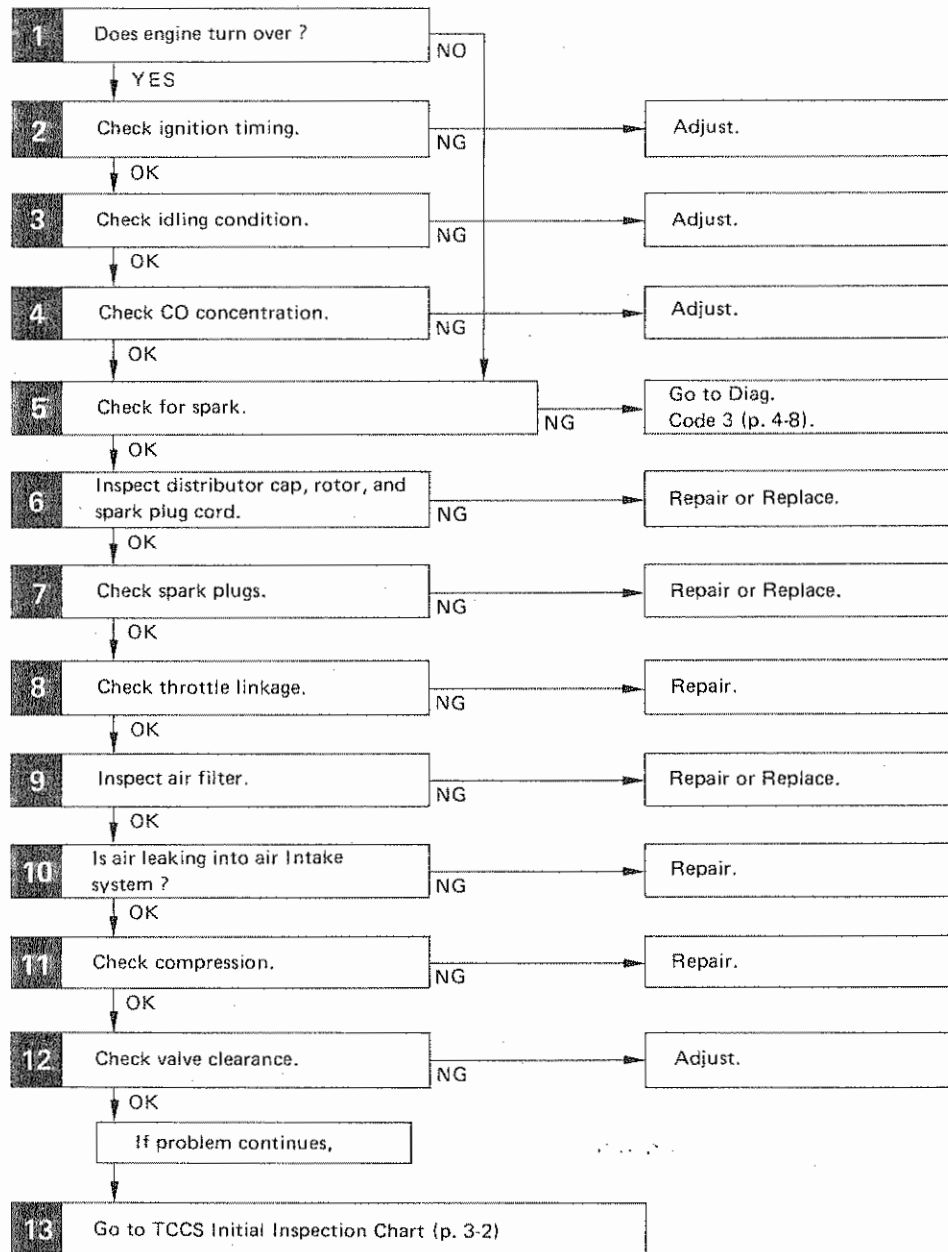 1 Does engine turn over ?
NO
YES
2 Check ignition timing.
NG
Adjust.
OK
3 Check idling condition.
NG
Adjust.
OK
4 Check CO concentration.
NG
Adjust.
OK
5 Check for spark.
NG
Go to Diag.
Code 3 (p. 4-8).
OK
6 Inspect distributor cap, rotor, and
spark plug cord.
NG
Repair or Replace.
OK
7 Check spark plugs.
NG
Repair or Replace.
OK
8 Check throttle linkage.
NG
Repair.
OK
9 Inspect air filter.
NG
Repair or Replace.
OK
10 Is air leaking into air Intake
system ?
NG
Repair.
OK
11 Check compression.
NG
Repair.
OK
12 Check valve clearance.
NG
Adjust.
OK
If problem continues,
13 Go to TCCS Initial Inspection Chart (p. 3-2)